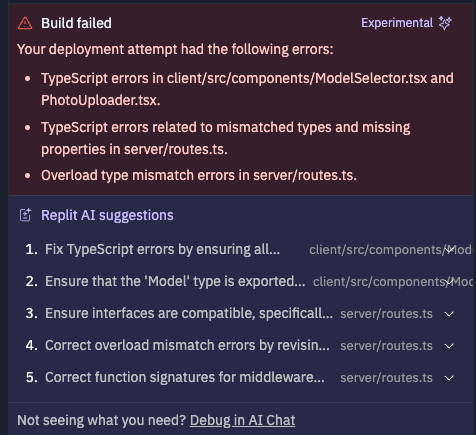 Build failed
Experimental
Your deployment attempt had the following errors:
• TypeScript errors in client/src/components/ModelSelector.tsx and
PhotoUploader.tsx.
• TypeScript errors related to mismatched types and missing
properties in server/routes.ts.
• Overload type mismatch errors in server/routes.ts.
Replit AI suggestions
1. Fix TypeScript errors by ensuring all... client/src/components/Mod
2. Ensure that the 'Model' type is exported... client/src/components/Moc
3. Ensure interfaces are compatible, specificall... server/routes.ts
4. Correct overload mismatch errors by revisin... server/routes.ts
5. Correct function signatures for middleware... server/routes.ts
Not seeing what you need? Debug in AI Chat